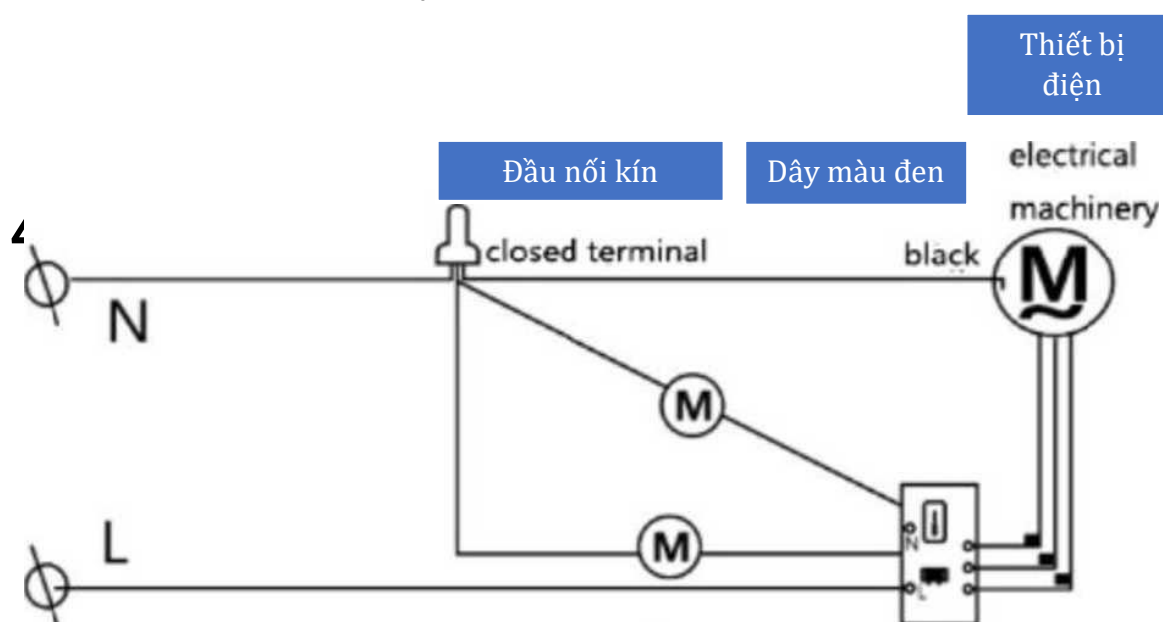 Thiết bị
điện
Đầu nối kín
Dây màu đen
electrical
machinery
closed terminal
black
M
N
M
N
L
M
L